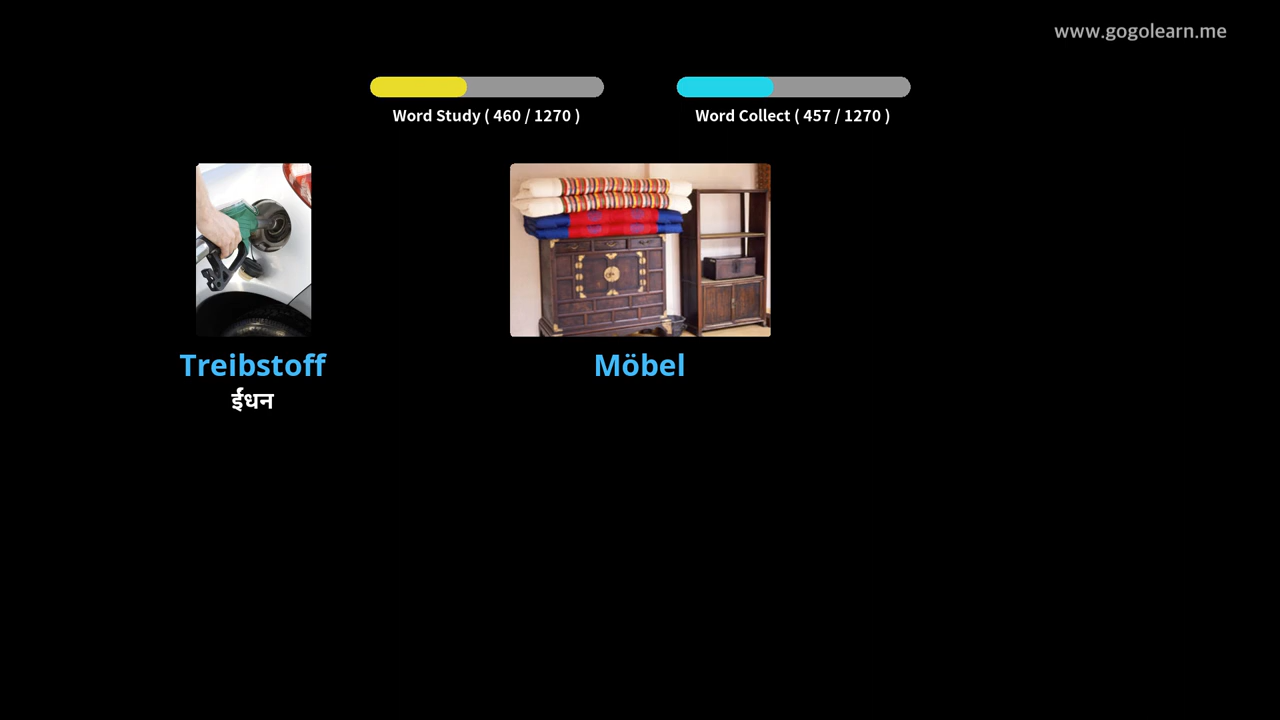 www.gogolearn.me
Word Study ( 460 / 1270 )
Word Collect ( 457 / 1270 )
Treibstoff
ईंधन
Möbel